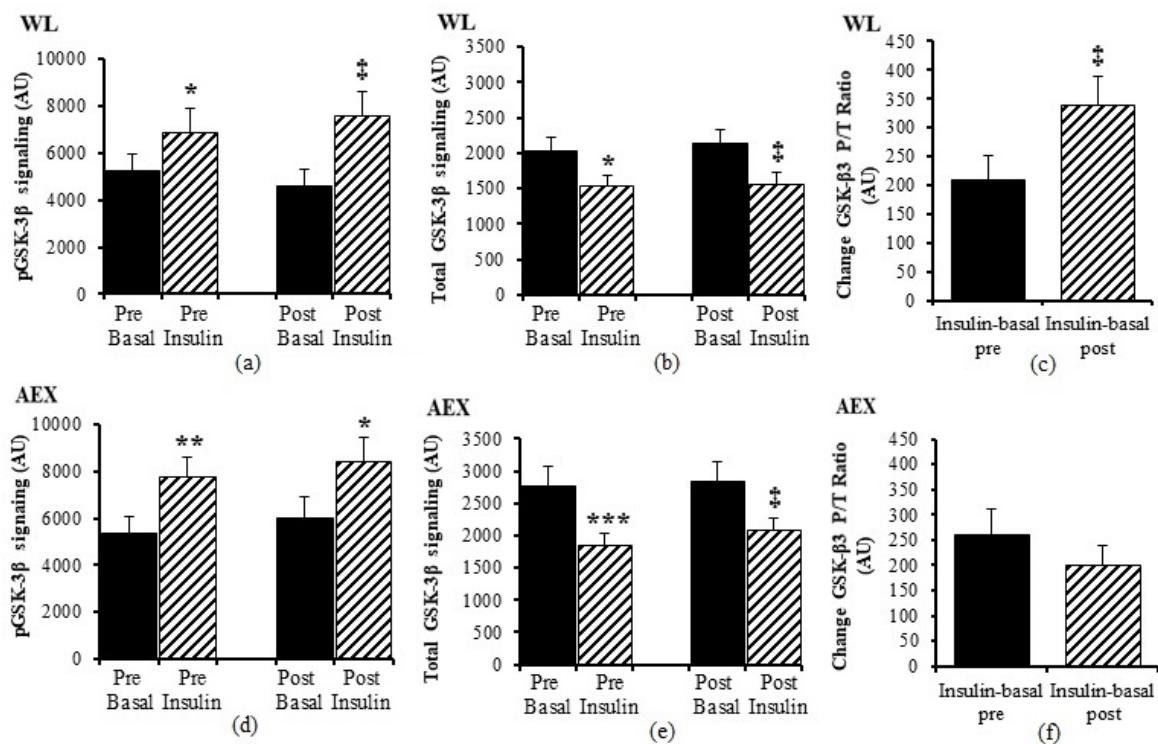 WL
pGSK-3β signaling (AU)
10000
8000
6000
4000
2000
0
*
‡
Pre Basal
Pre Insulin
Post Basal
Post Insulin
(a)
WL
Total GSK-3β signaling (AU)
3500
3000
2500
2000
1500
1000
500
0
*
‡
Pre Basal
Pre Insulin
Post Basal
Post Insulin
(b)
WL
Change GSK-β3 P/T Ratio
(AU)
450
400
350
300
250
200
150
100
50
0
‡
Insulin-basal pre
Insulin-basal post
(c)
AEX
pGSK-3β signaing (AU)
10000
8000
6000
4000
2000
0
**
*
Pre Basal
Pre Insulin
Post Basal
Post Insulin
(d)
AEX
Total GSK-3β signaling (AU)
3500
3000
2500
2000
1500
1000
500
0
***
‡
Pre Basal
Pre Insulin
Post Basal
Post Insulin
(e)
AEX
Change GSK-β3 P/T Ratio
(AU)
450
400
350
300
250
200
150
100
50
0
Insulin-basal pre
Insulin-basal post
(f)